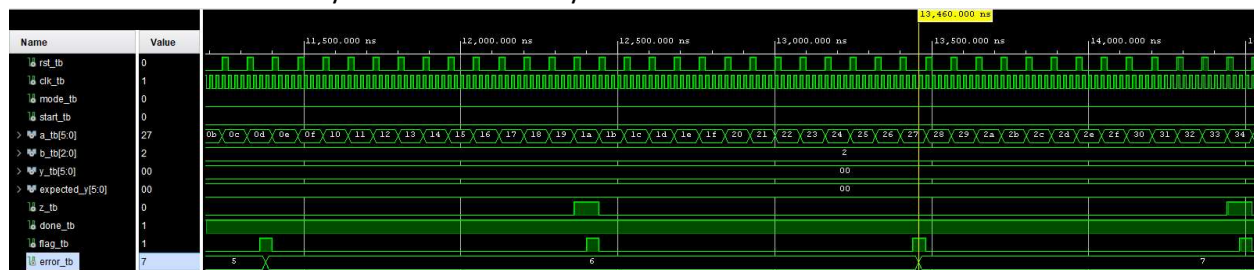 13,460.000 ns
Name Value 11,500.000 ns 12,000.000 ns 12,500.000 ns 13,000.000 ns 13,500.000 ns 14,000.000 ns
rst_tb 0
clk_tb 1
mode_tb 0
start_tb 0
a_tb[5:0] 27 0b 0c 0d 0e 0f 10 11 12 13 14 15 16 17 18 19 1a 1b 1c 1d 1e 1f 20 21 22 23 24 25 26 27 28 29 2a 2b 2c 2d 2e 2f 30 31 32 33 34
b_tb[2:0] 2 2
y_tb[5:0] 00 00
expected_y[5:0] 00 00
z_tb 0
done_tb 1
flag_tb 1
error_tb 7 5 6 7